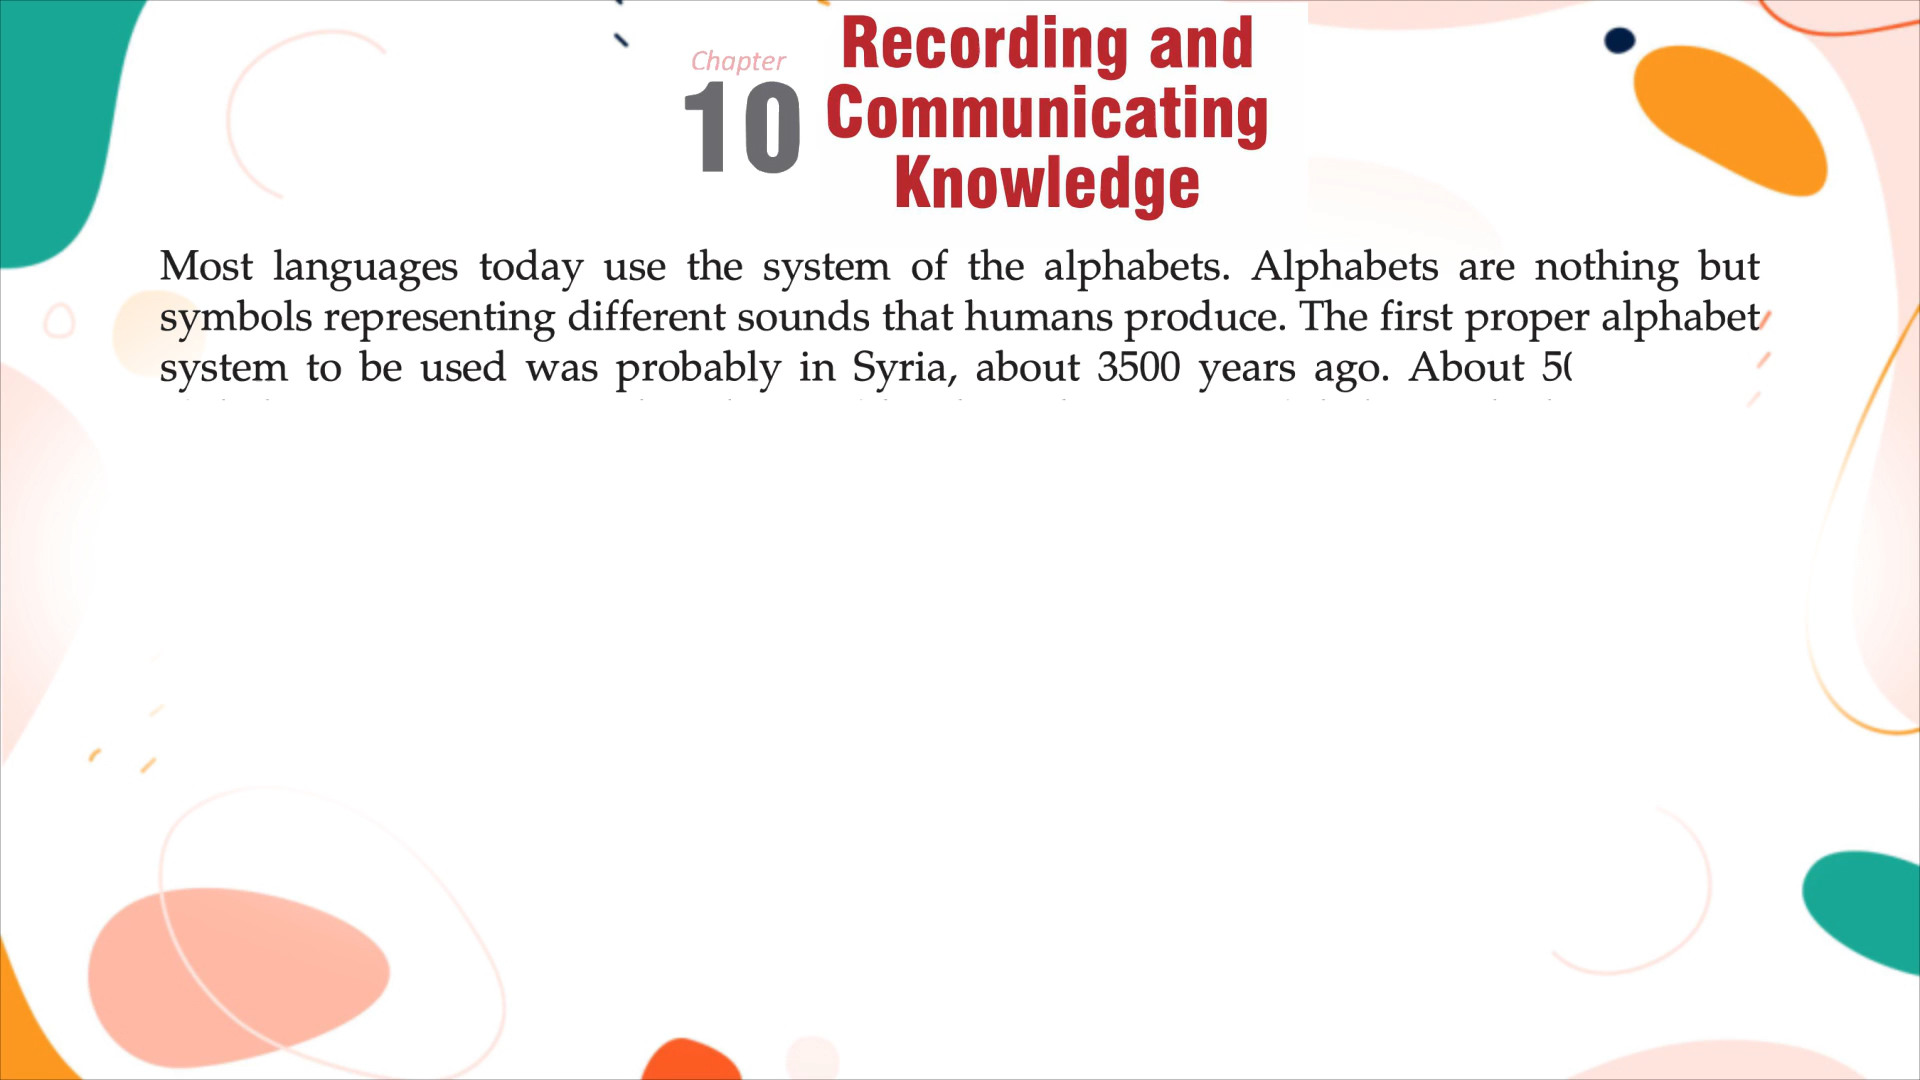 Chapter
10
Recording and
Communicating
Knowledge
Most languages today use the system of the alphabets. Alphabets are nothing but
symbols representing different sounds that humans produce. The first proper alphabet
system to be used was probably in Syria, about 3500 years ago. About